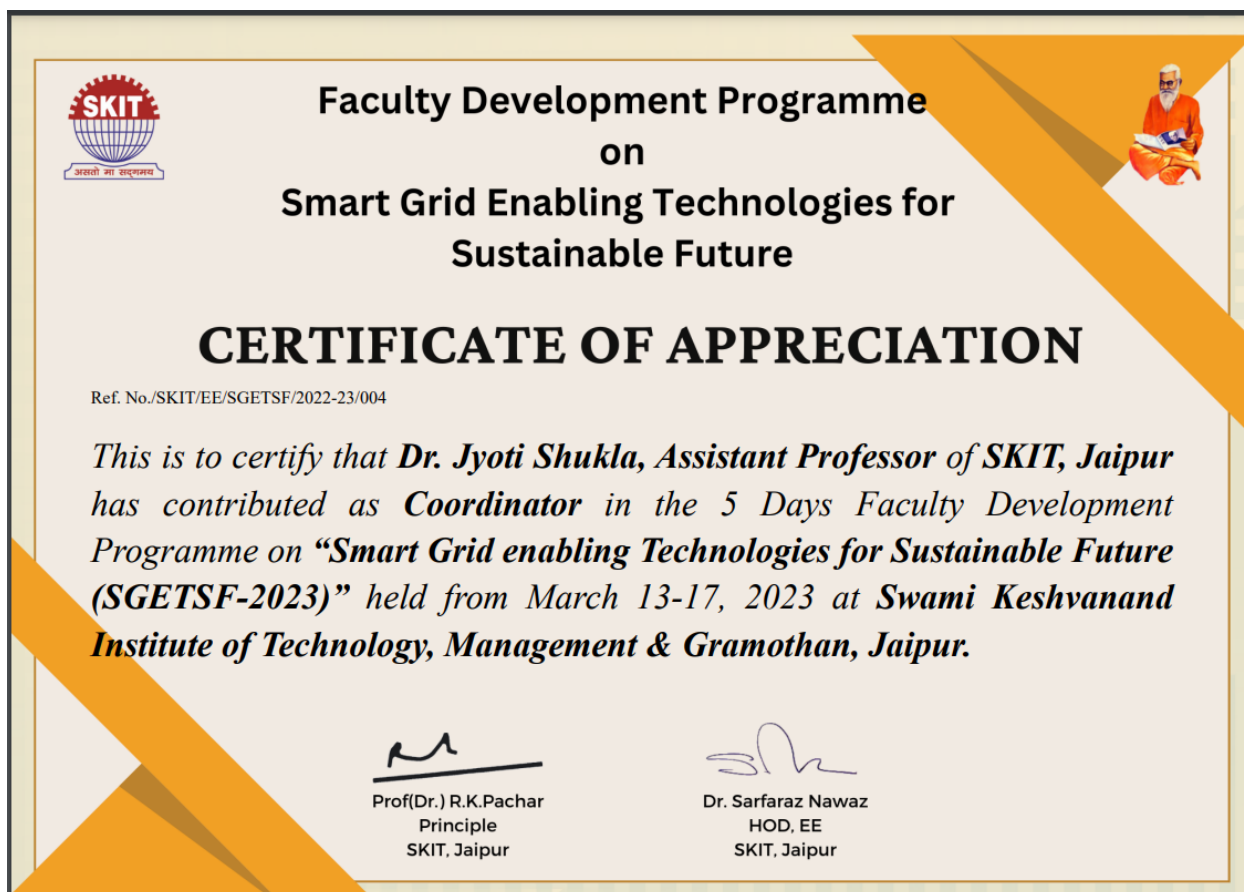 SKIT
असतो मा सद्गमय
Faculty Development Programme
on
Smart Grid Enabling Technologies for
Sustainable Future
CERTIFICATE OF APPRECIATION
Ref. No./SKIT/EE/SGETSF/2022-23/004
This is to certify that Dr. Jyoti Shukla, Assistant Professor of SKIT, Jaipur
has contributed as Coordinator in the 5 Days Faculty Development
Programme on “Smart Grid enabling Technologies for Sustainable Future
(SGETSF-2023)” held from March 13-17, 2023 at Swami Keshvanand
Institute of Technology, Management & Gramothan, Jaipur.
Prof(Dr.) R.K.Pachar
Principle
SKIT, Jaipur
Dr. Sarfaraz Nawaz
HOD, EE
SKIT, Jaipur